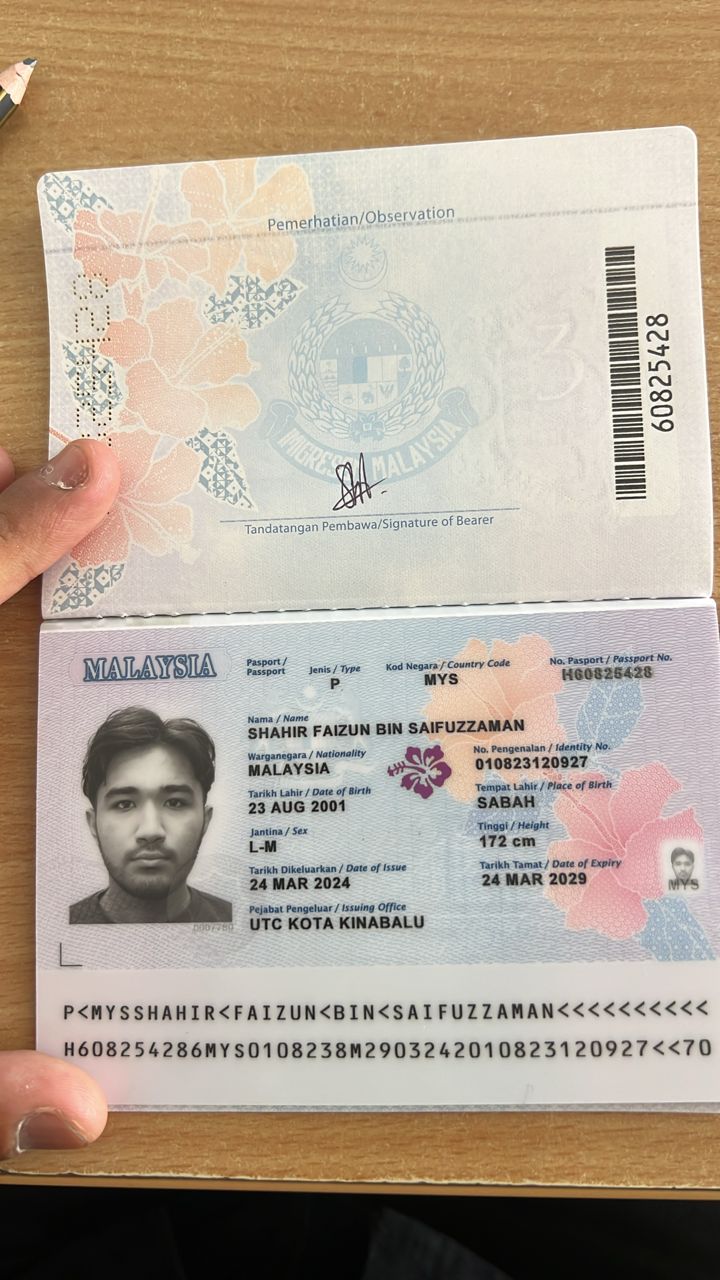 Pemerhatian/Observation
60825428
IMIGRESEN MALAYSIA
Tandatangan Pembawa/Signature of Bearer
MALAYSIA
Pasport / Passport
Jenis / Type
Kod Negara / Country Code
No. Pasport / Passport No.
P
MYS
H60825428
Nama / Name
SHAHIR FAIZUN BIN SAIFUZZAMAN
Warganegara / Nationality
No. Pengenalan / Identity No.
MALAYSIA
010823120927
Tarikh Lahir / Date of Birth
Tempat Lahir / Place of Birth
23 AUG 2001
SABAH
Jantina / Sex
Tinggi / Height
L-M
172 cm
Tarikh Dikeluarkan / Date of Issue
Tarikh Tamat / Date of Expiry
24 MAR 2024
24 MAR 2029
MYS
Pejabat Pengeluar / Issuing Office
UTC KOTA KINABALU
P<MYSSHAHIR<FAIZUN<BIN<SAIFUZZAMAN<<<<<<<<<<
H608254286MYS0108238M2903242010823120927<<70